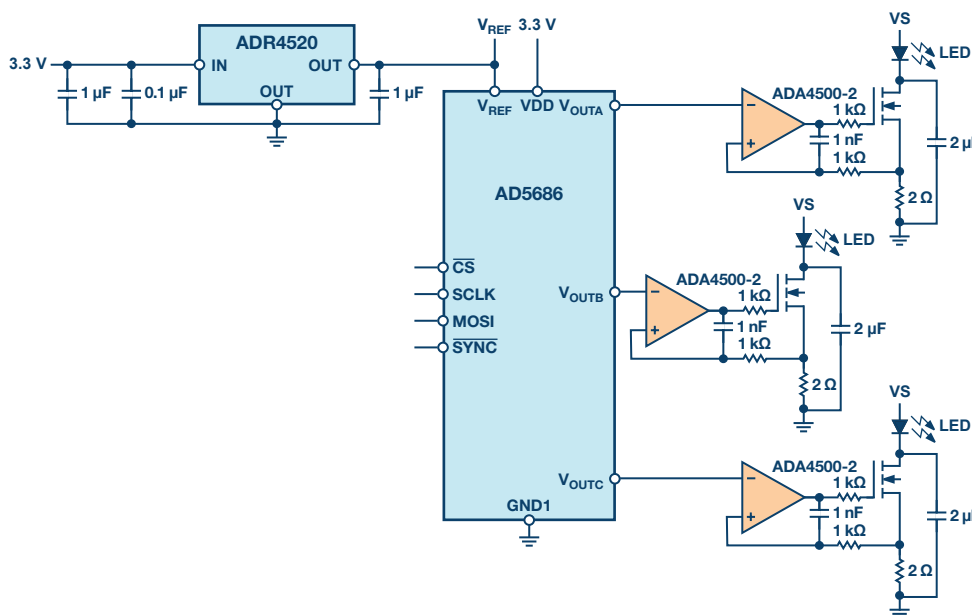 ADR4520
3.3 V
IN
OUT
OUT
1 µF
0.1 µF
1 µF
VREF
3.3 V
VREF
VDD
VOUTA
AD5686
CS
SCLK
MOSI
SYNC
VOUTB
VOUTC
GND1
VS
LED
ADA4500-2
1 kΩ
1 nF
1 kΩ
2 µF
2 Ω
−
+
VS
LED
ADA4500-2
1 kΩ
1 nF
1 kΩ
2 µF
2 Ω
−
+
VS
LED
ADA4500-2
1 kΩ
1 nF
1 kΩ
2 µF
2 Ω
−
+